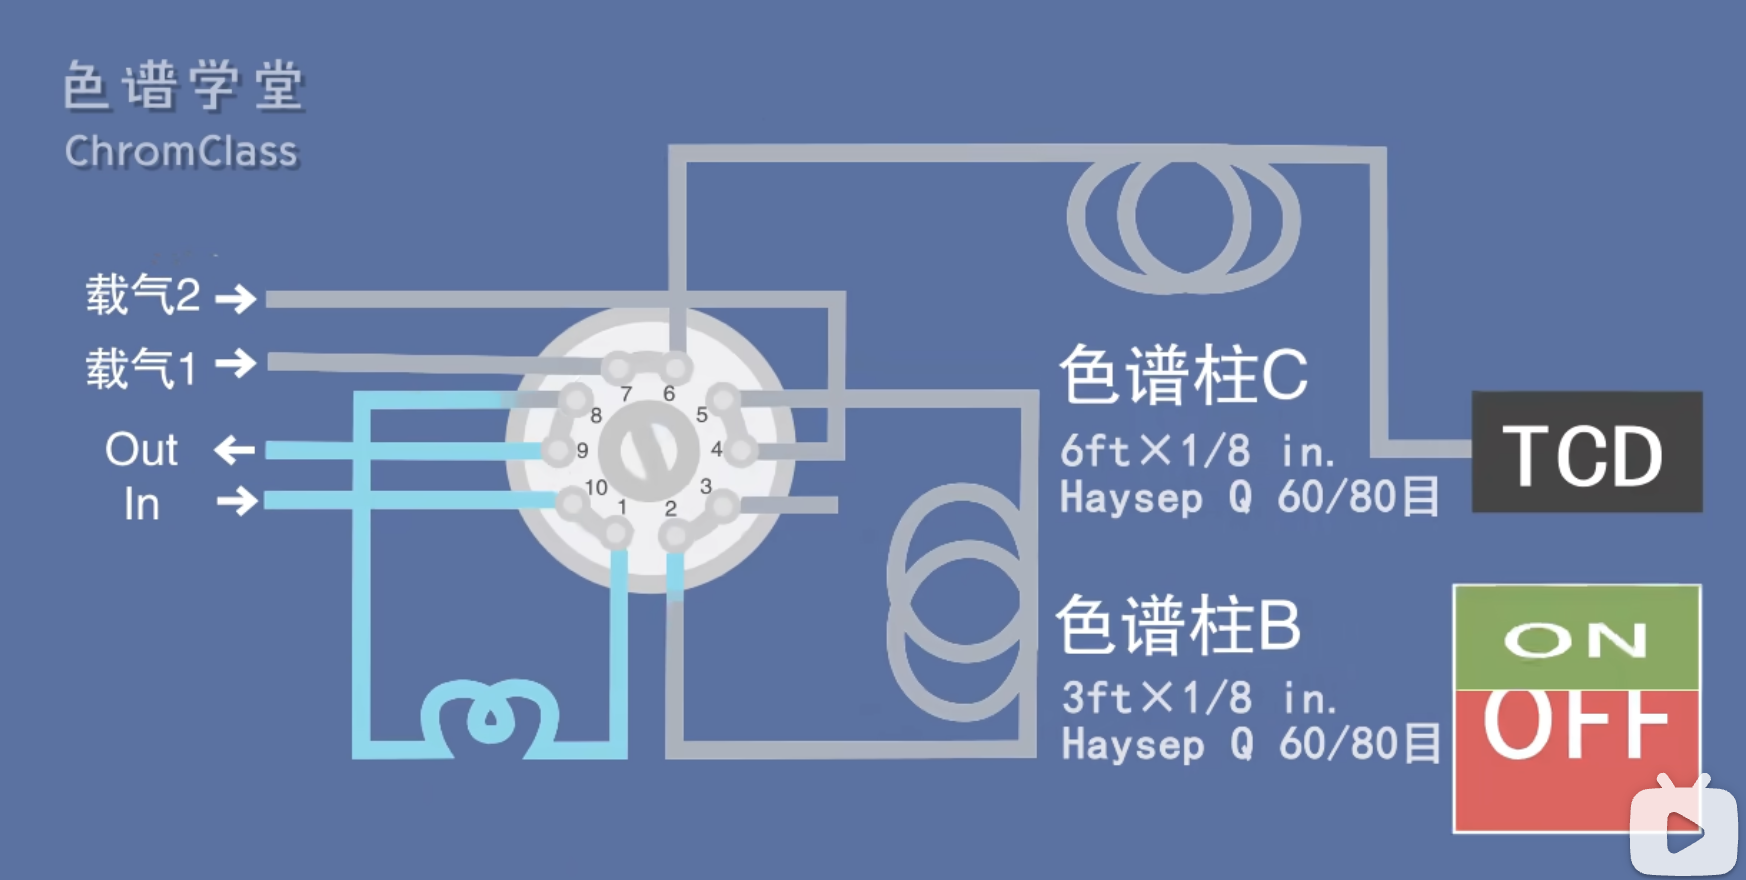 色谱学堂
ChromClass
载气2
载气1
Out
In
7
6
8
5
9
4
10
3
1
2
色谱柱C
6ft×1/8 in.
Haysep Q 60/80目
TCD
色谱柱B
3ft×1/8 in.
Haysep Q 60/80目
ON
OFF